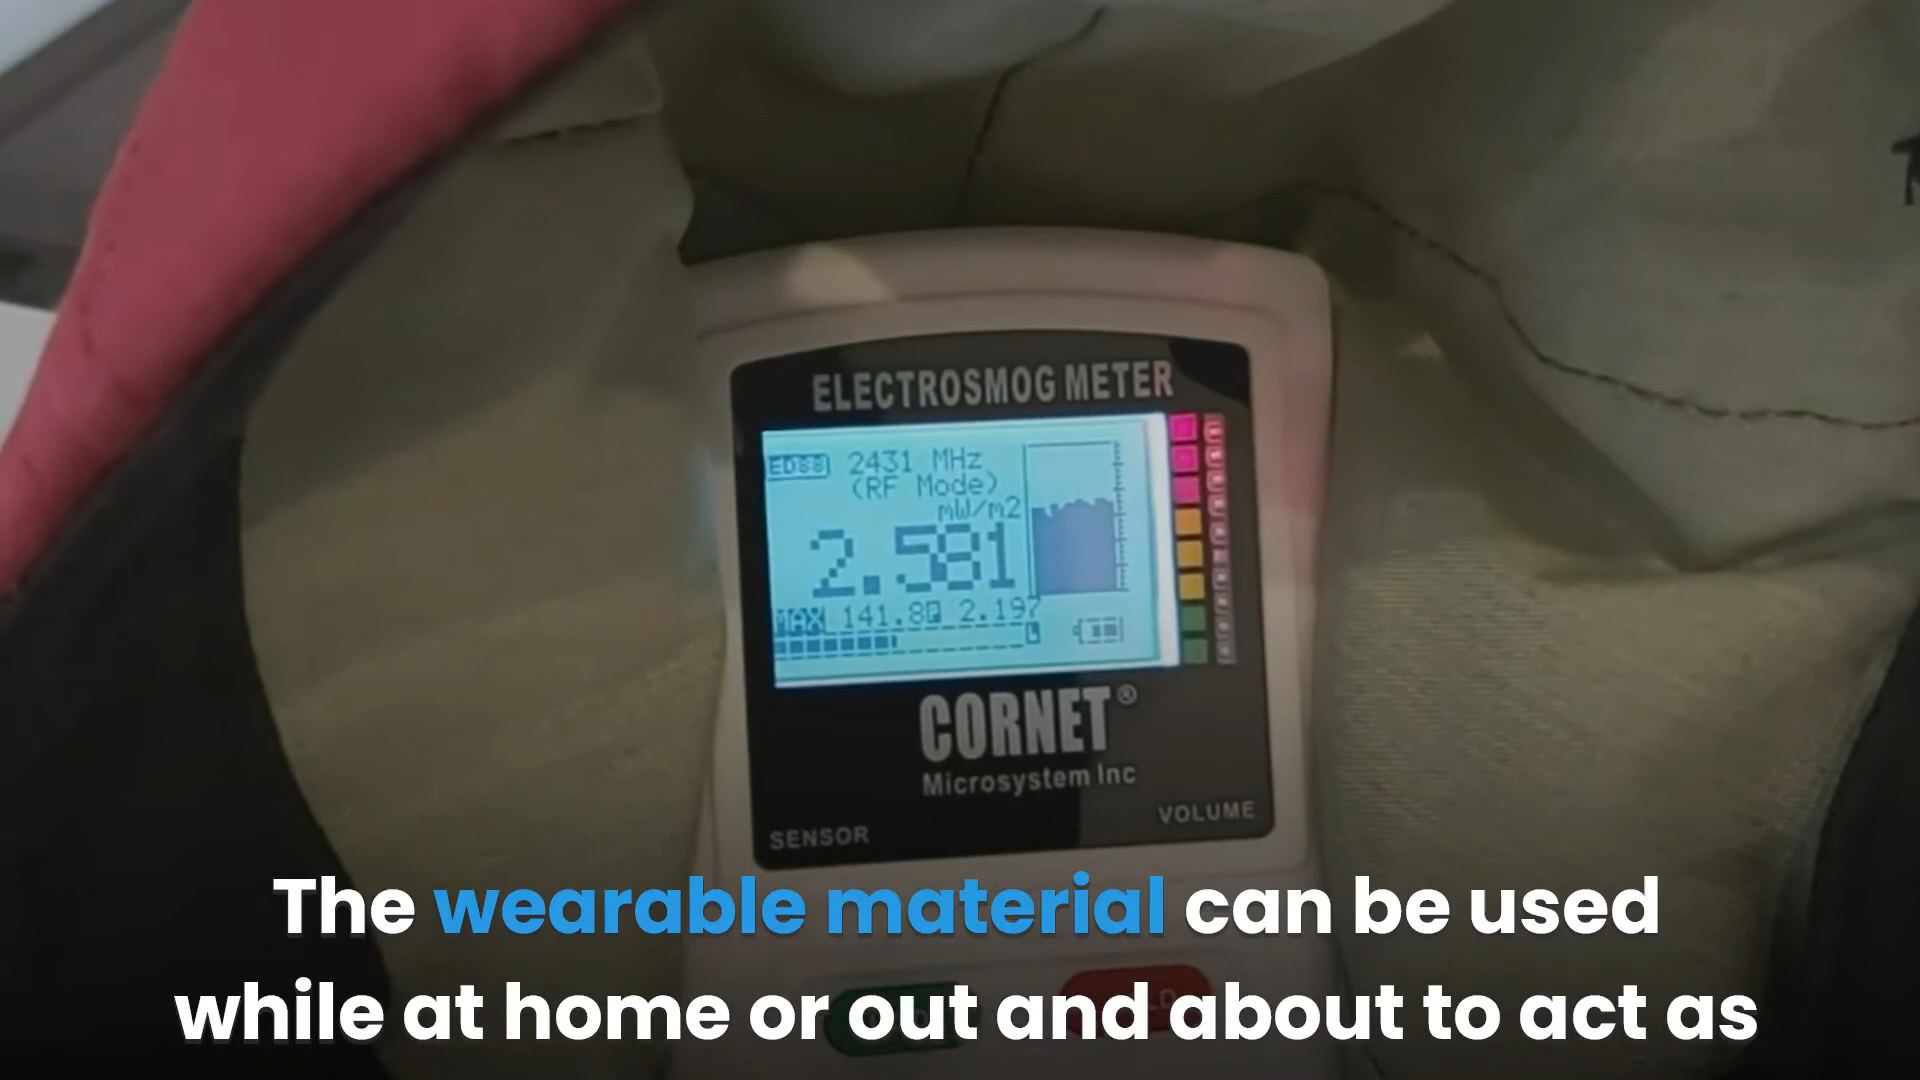 ELECTROSMOG METER
ED88 2431 MHz
(RF Mode)
mW/m2
2.581
MAX 141.8 P 2.197
CORNET®
Microsystem Inc
VOLUME
SENSOR
The wearable material can be used
while at home or out and about to act as